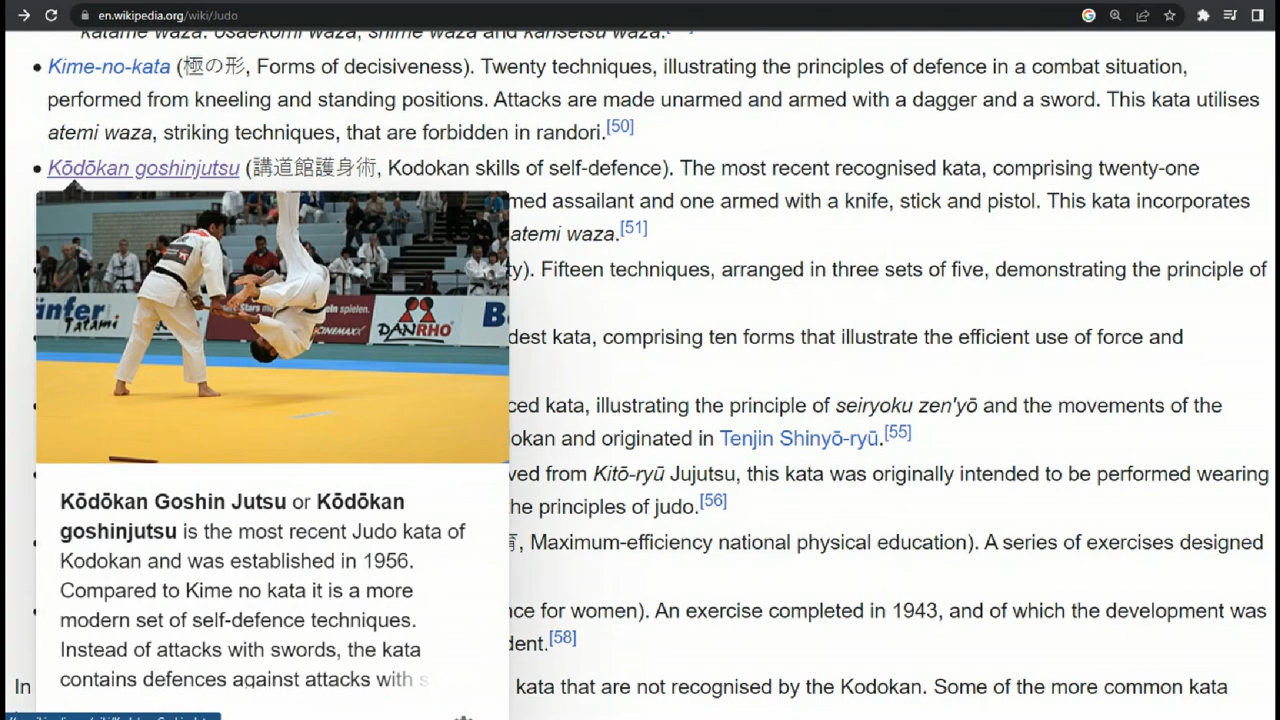 en.wikipedia.org/wiki/Judo
katame waza: osaekomi waza, shime waza and kansetsu waza.
Kime-no-kata (極の形, Forms of decisiveness). Twenty techniques, illustrating the principles of defence in a combat situation,
performed from kneeling and standing positions. Attacks are made unarmed and armed with a dagger and a sword. This kata utilises
atemi waza, striking techniques, that are forbidden in randori.[50]
Kōdōkan goshinjutsu (講道館護身術, Kodokan skills of self-defence). The most recent recognised kata, comprising twenty-one
med assailant and one armed with a knife, stick and pistol. This kata incorporates
atemi waza.[51]
ty). Fifteen techniques, arranged in three sets of five, demonstrating the principle of
dest kata, comprising ten forms that illustrate the efficient use of force and
ced kata, illustrating the principle of seiryoku zen'yō and the movements of the
okan and originated in Tenjin Shinyō-ryū.[55]
ved from Kitō-ryū Jujutsu, this kata was originally intended to be performed wearing
he principles of judo.[56]
育, Maximum-efficiency national physical education). A series of exercises designed
nce for women). An exercise completed in 1943, and of which the development was
dent.[58]
In
kata that are not recognised by the Kodokan. Some of the more common kata
änfer
Tatami
Stars
en spielen.
CINEMAXX
DANRHO
B
Kōdōkan Goshin Jutsu or Kōdōkan
goshinjutsu is the most recent Judo kata of
Kodokan and was established in 1956.
Compared to Kime no kata it is a more
modern set of self-defence techniques.
Instead of attacks with swords, the kata
contains defences against attacks with s